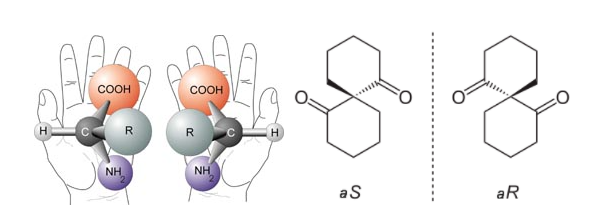 COOH
H C R
NH2
COOH
R C H
NH2
O O
aS
O O
aR